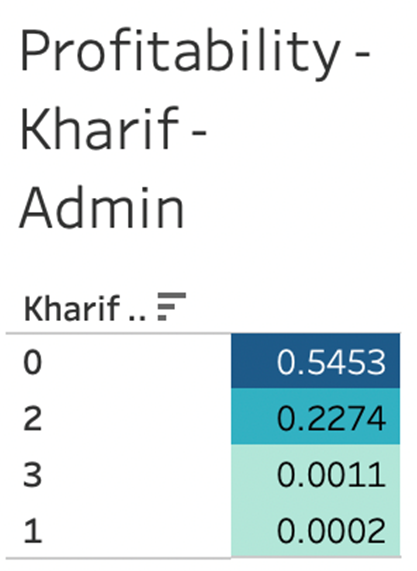 Profitability -
Kharif -
Admin
Kharif ..
0 0.5453
2 0.2274
3 0.0011
1 0.0002